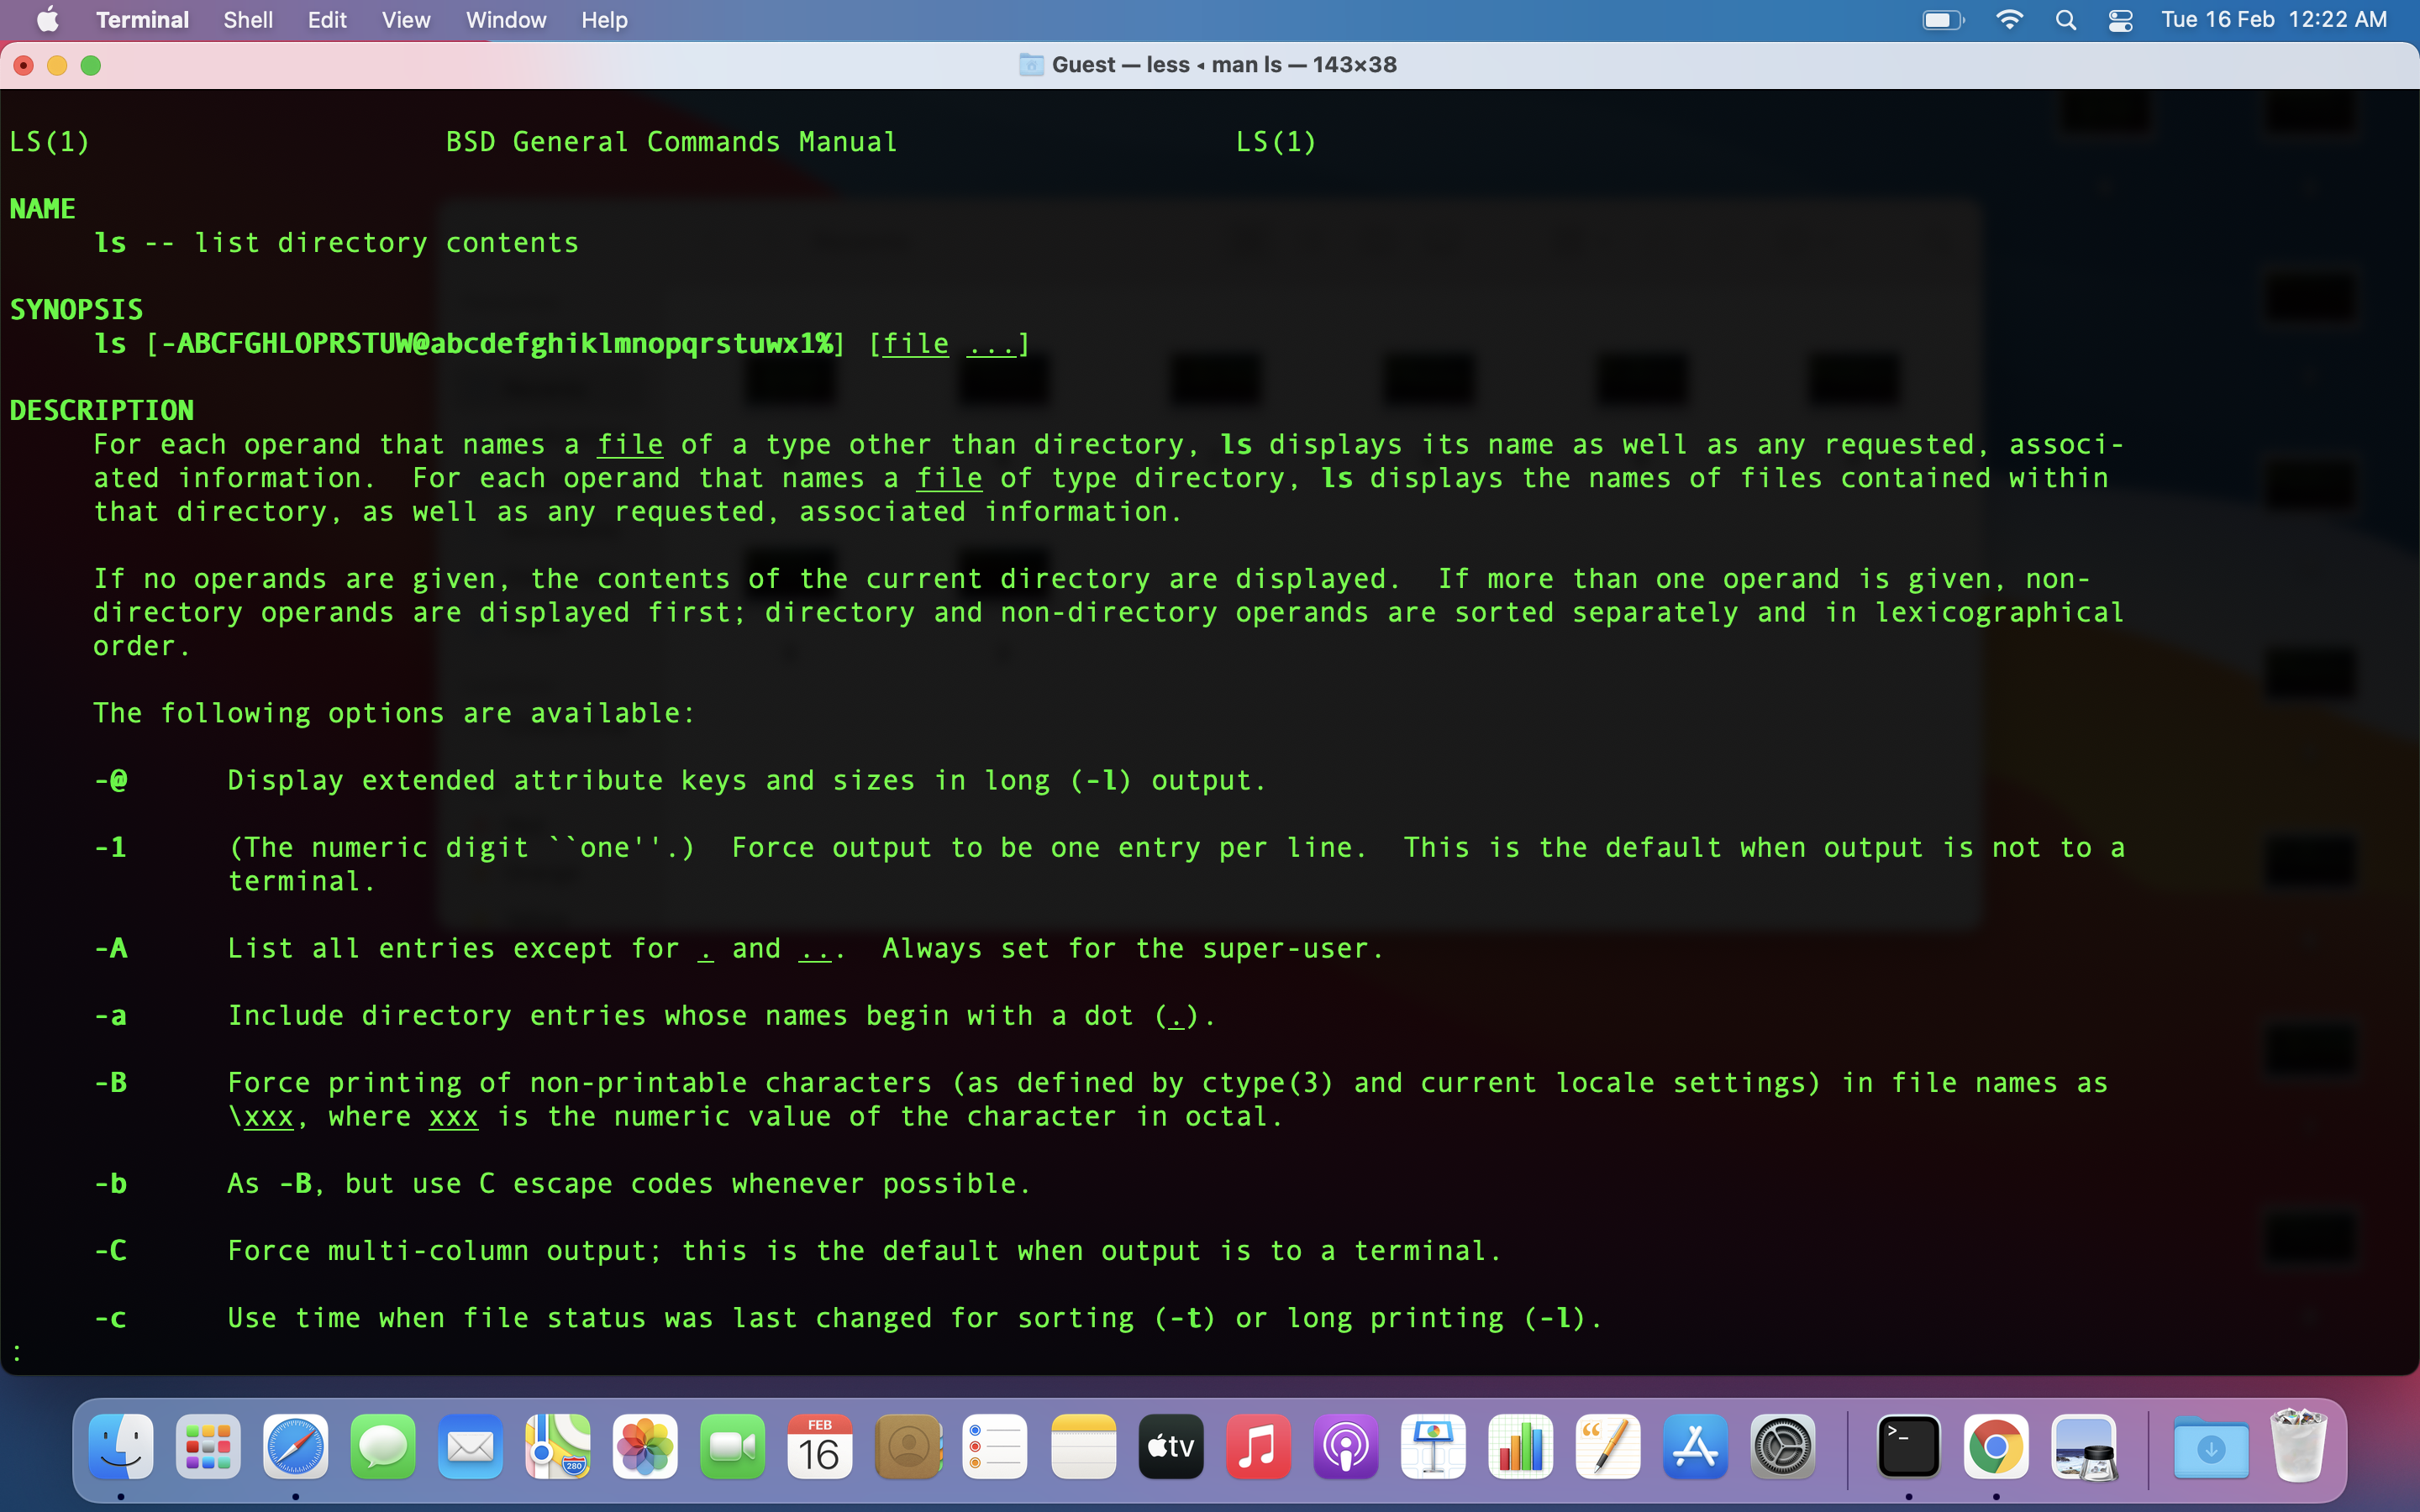 Terminal Shell Edit View Window Help Tue 16 Feb 12:22 AM
Guest — less ◂ man ls — 143×38
LS(1) BSD General Commands Manual LS(1)
NAME
ls -- list directory contents
SYNOPSIS
ls [-ABCFGHLOPRSTUW@abcdefghiklmnopqrstuwx1%] [file ...]
DESCRIPTION
For each operand that names a file of a type other than directory, ls displays its name as well as any requested, associ-
ated information. For each operand that names a file of type directory, ls displays the names of files contained within
that directory, as well as any requested, associated information.
If no operands are given, the contents of the current directory are displayed. If more than one operand is given, non-
directory operands are displayed first; directory and non-directory operands are sorted separately and in lexicographical
order.
The following options are available:
-@ Display extended attribute keys and sizes in long (-l) output.
-1 (The numeric digit ``one''.) Force output to be one entry per line. This is the default when output is not to a
terminal.
-A List all entries except for . and ... Always set for the super-user.
-a Include directory entries whose names begin with a dot (.).
-B Force printing of non-printable characters (as defined by ctype(3) and current locale settings) in file names as
\xxx, where xxx is the numeric value of the character in octal.
-b As -B, but use C escape codes whenever possible.
-C Force multi-column output; this is the default when output is to a terminal.
-c Use time when file status was last changed for sorting (-t) or long printing (-l).
:
280
FEB
16
tv
>_